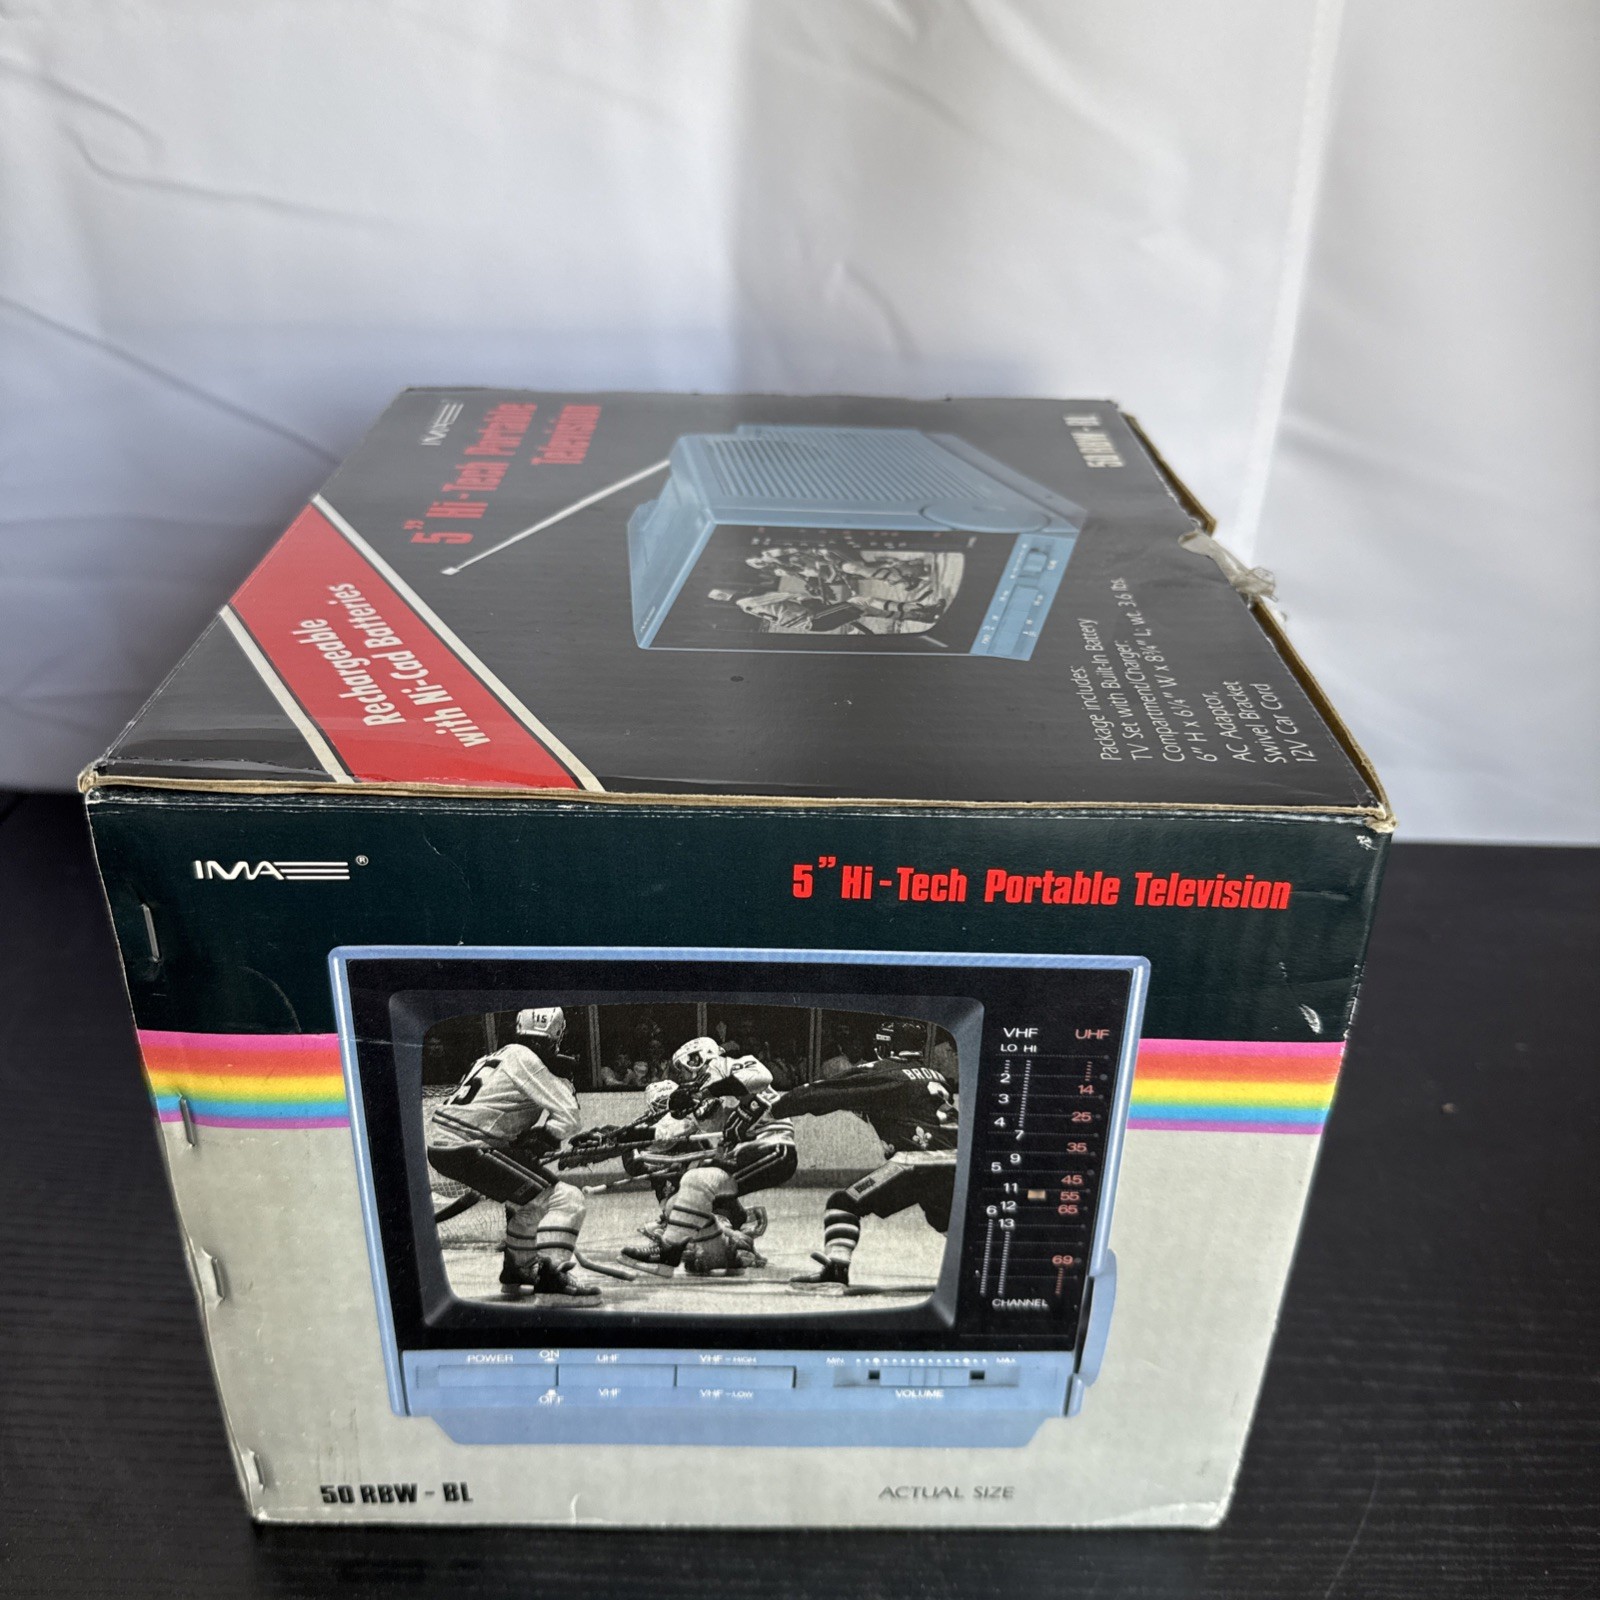 IMA
5" Hi-Tech Portable
Television
50 RBW - BL
Rechargeable
with Ni-Cad Batteries
Package includes:
TV Set with Built-In Battery
Compartment/Charger.
6" H x 6¼" W x 8¾" L; wt. 3.6 lbs.
AC Adaptor,
Swivel Bracket
12V Car Cord
IMA ®
5" Hi-Tech Portable Television
15
BROWN
VHF UHF
LO HI
2
14
3
25
4
7
35
9
5
45
11
55
12
65
6
13
69
CHANNEL
POWER ON UHF VHF-HIGH MIN MAX
OFF VHF VHF-LOW VOLUME
50 RBW - BL
ACTUAL SIZE